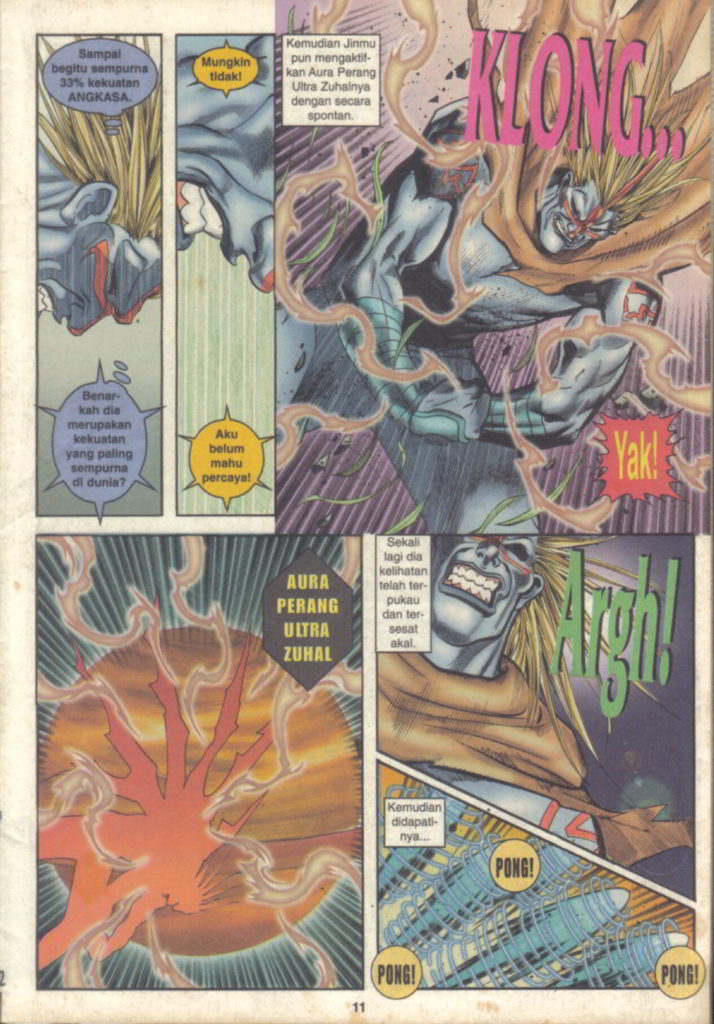 Sampai
begitu sempurna
33% kekuatan
ANGKASA.
Benar-
kah dia
merupakan
kekuatan
yang paling
sempurna
di dunia?
Mungkin
tidak!
Aku
belum
mahu
percaya!
Kemudian Jinmu
pun mengaktif-
kan Aura Perang
Ultra Zuhalnya
dengan secara
spontan.
KLONG...
Yak!
AURA
PERANG
ULTRA
ZUHAL
Sekali
lagi dia
kelihatan
telah ter-
pukau
dan ter-
sesat
akal.
Argh!
Kemudian
didapati-
nya...
PONG!
PONG!
PONG!
2
11